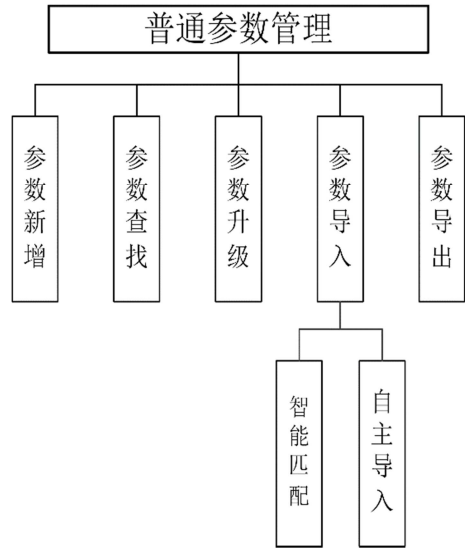 普通参数管理
参数新增
参数查找
参数升级
参数导入
参数导出
智能匹配
自主导入